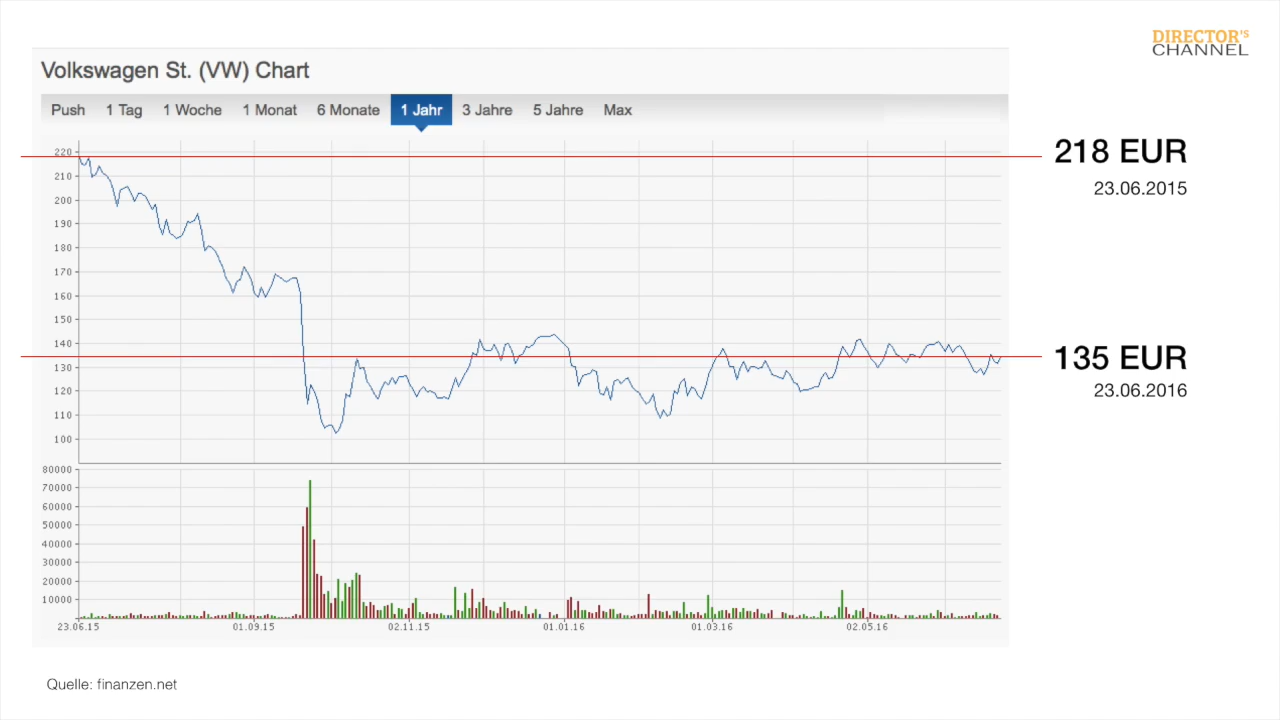 DIRECTOR'S
CHANNEL
Volkswagen St. (VW) Chart
Push 1 Tag 1 Woche 1 Monat 6 Monate 1 Jahr 3 Jahre 5 Jahre Max
218 EUR
23.06.2015
135 EUR
23.06.2016
220
210
200
190
180
170
160
150
140
130
120
110
100
80000
70000
60000
50000
40000
30000
20000
10000
23.06.15 01.09.15 02.11.15 01.01.16 01.03.16 02.05.16
Quelle: finanzen.net